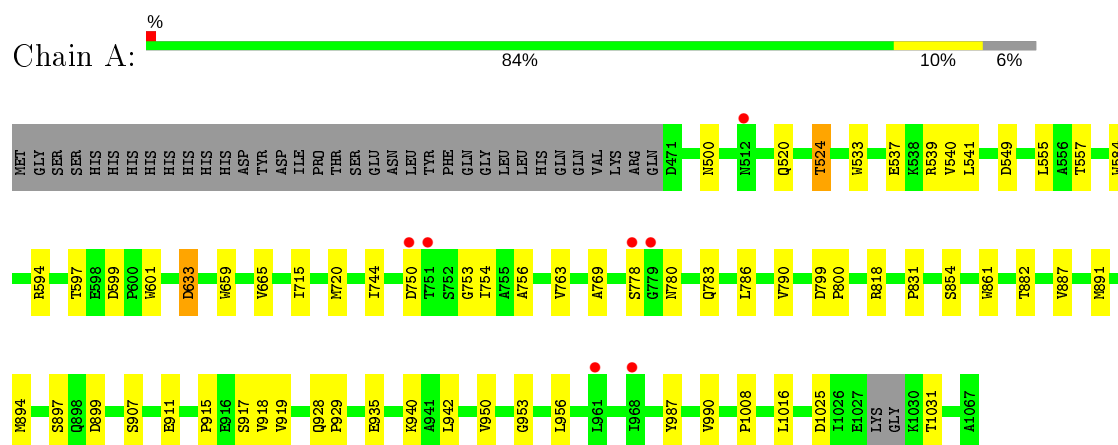 %
Chain A:
84% 10% 6%
MET GLY SER SER HIS HIS HIS HIS HIS HIS HIS HIS HIS ASP TYR ASP ILE PRO THR SER GLU ASN LEU TYR PHE GLN GLY GLY LEU LEU HIS GLN GLN VAL LYS ARG GLN D471 N500 N512 Q520 T524 W533 E537 K538 R539 V540 L541 D549 L555 A556 T557 W584
R594 T597 E598 D599 P600 W601 D633 W659 V665 I715 M720 I744 D750 T751 S752 G753 I754 A755 A756 V763 A769 S778 G779 N780 Q783 L786 V790 D799 P800 R818 P831 S854 W861 T882 V887 M891
M894 S897 Q898 D899 S907 E911 P915 E916 S917 V918 V919 Q928 P929 E935 K940 A941 L942 V950 G953 L956 L961 I968 Y987 V990 P1008 L1016 D1025 I1026 E1027 LYS GLY K1030 T1031 A1067